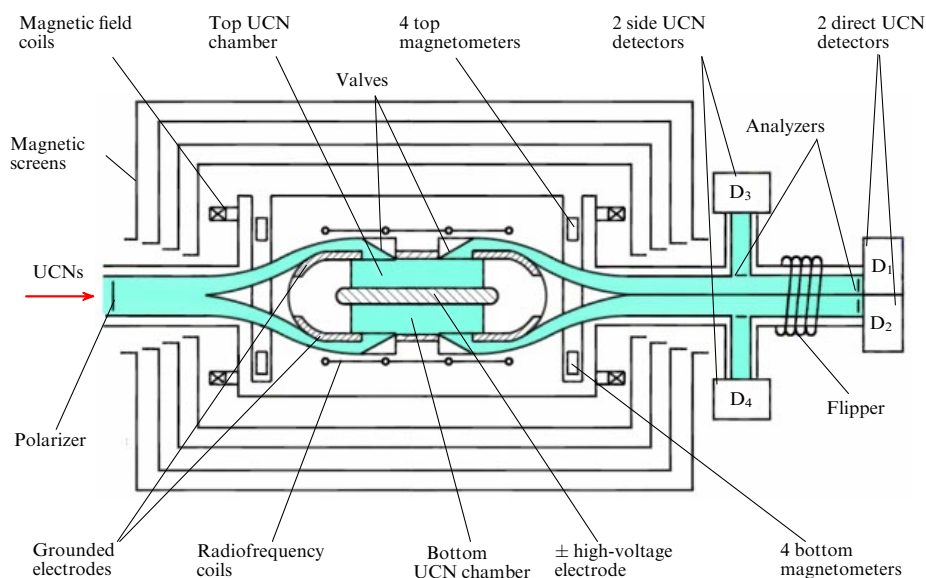 Magnetic field
coils
Top UCN
chamber
4 top
magnetometers
2 side UCN
detectors
2 direct UCN
detectors
Valves
Magnetic
screens
Analyzers
D3
UCNs
D1
D2
D4
Polarizer
Flipper
Grounded
electrodes
Radiofrequency
coils
Bottom
UCN chamber
± high-voltage
electrode
4 bottom
magnetometers